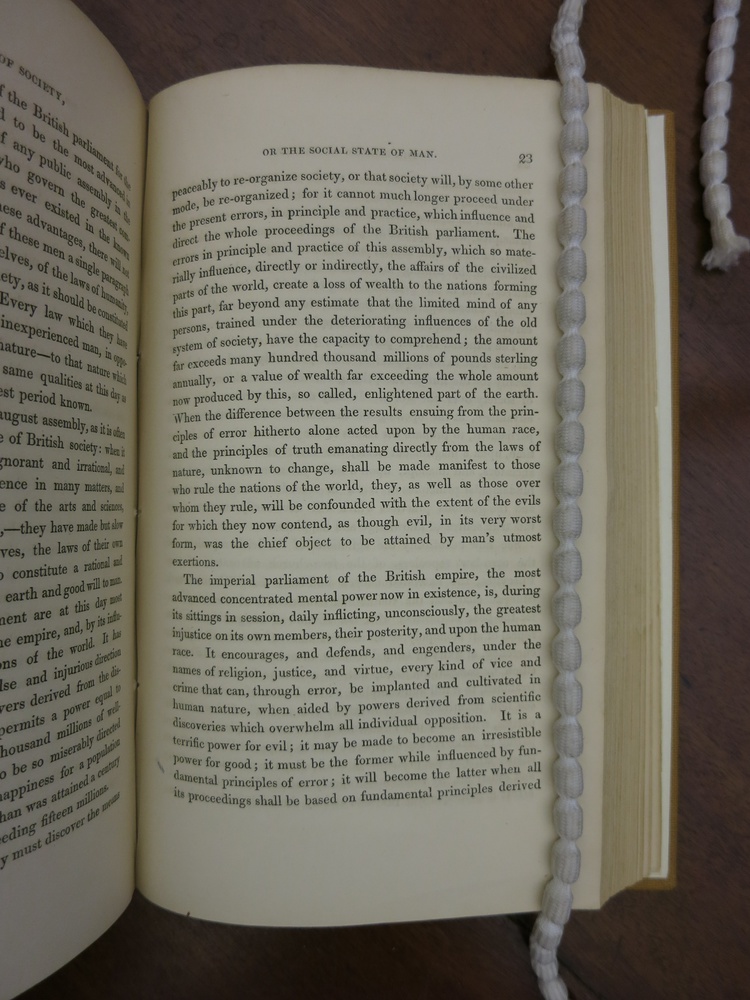 OF SOCIETY,
f the British parliament for the
d to be the most advanced in
f any public assembly in the
who govern the greatest
s ever existed in the known
hese advantages, there will not
f these men a single paragraph
elves, of the laws of humanity,
ety, as it should be constituted
Every law which they have
inexperienced man, in oppo-
nature—to that nature which
same qualities at this day as
est period known.
august assembly, as it is often
e of British society: when it
gnorant and irrational, and
ence in many matters, and
e of the arts and sciences,
,—they have made but slow
ves, the laws of their own
o constitute a rational and
earth and good will to man.
ment are at this day most
he empire, and, by its influ-
ons of the world. It has
lse and injurious direction
vers derived from the dis-
permits a power equal to
housand millions of well-
o be so miserably directed
happiness for a population
han was attained a century
eeding fifteen millions.
y must discover the means
OR THE SOCIAL STATE OF MAN. 23
peaceably to re-organize society, or that society will, by some other
mode, be re-organized; for it cannot much longer proceed under
the present errors, in principle and practice, which influence and
direct the whole proceedings of the British parliament. The
errors in principle and practice of this assembly, which so mate-
rially influence, directly or indirectly, the affairs of the civilized
parts of the world, create a loss of wealth to the nations forming
this part, far beyond any estimate that the limited mind of any
persons, trained under the deteriorating influences of the old
system of society, have the capacity to comprehend; the amount
far exceeds many hundred thousand millions of pounds sterling
annually, or a value of wealth far exceeding the whole amount
now produced by this, so called, enlightened part of the earth.
When the difference between the results ensuing from the prin-
ciples of error hitherto alone acted upon by the human race,
and the principles of truth emanating directly from the laws of
nature, unknown to change, shall be made manifest to those
who rule the nations of the world, they, as well as those over
whom they rule, will be confounded with the extent of the evils
for which they now contend, as though evil, in its very worst
form, was the chief object to be attained by man's utmost
exertions.
The imperial parliament of the British empire, the most
advanced concentrated mental power now in existence, is, during
its sittings in session, daily inflicting, unconsciously, the greatest
injustice on its own members, their posterity, and upon the human
race. It encourages, and defends, and engenders, under the
names of religion, justice, and virtue, every kind of vice and
crime that can, through error, be implanted and cultivated in
human nature, when aided by powers derived from scientific
discoveries which overwhelm all individual opposition. It is a
terrific power for evil; it may be made to become an irresistible
power for good; it must be the former while influenced by fun-
damental principles of error; it will become the latter when all
its proceedings shall be based on fundamental principles derived